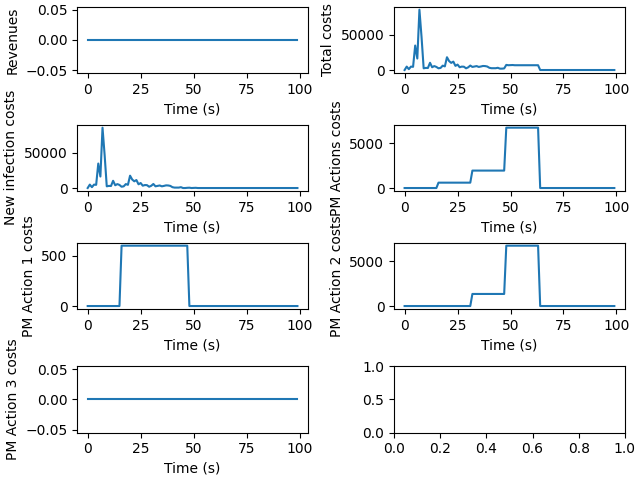 Revenues
0.05
0.00
−0.05
0 25 50 75 100
Time (s)
Total costs
50000
0
0 25 50 75 100
Time (s)
New infection costs
50000
0
0 25 50 75 100
Time (s)
PM Actions costs
5000
0
0 25 50 75 100
Time (s)
PM Action 1 costs
500
0
0 25 50 75 100
Time (s)
PM Action 2 costs
5000
0
0 25 50 75 100
Time (s)
PM Action 3 costs
0.05
0.00
−0.05
0 25 50 75 100
Time (s)
1.0
0.5
0.0
0.0 0.2 0.4 0.6 0.8 1.0